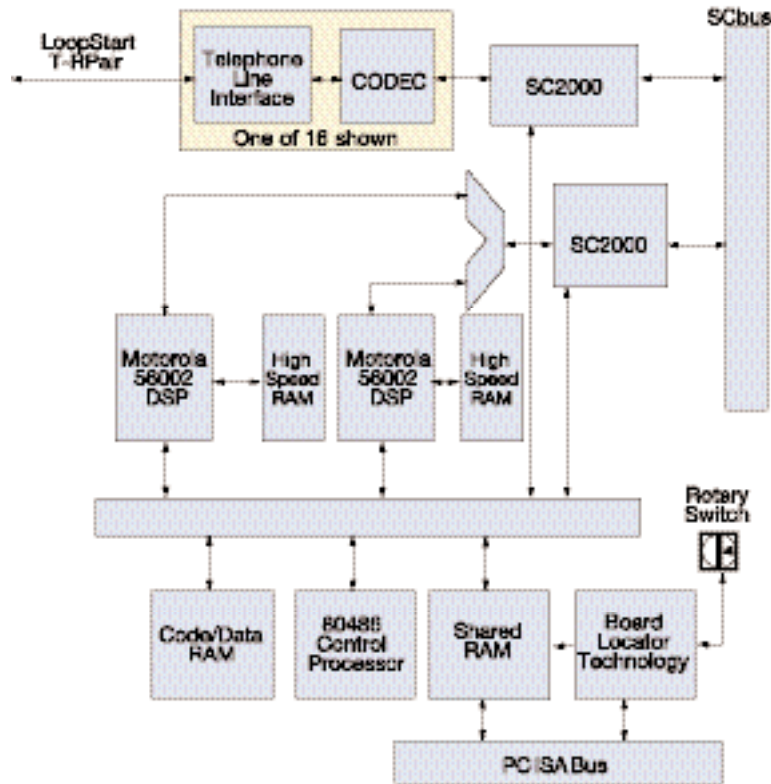 SCbus
LoopStart
T-RPair
Telephone
Line
Interface
CODEC
SC2000
One of 16 shown
SC2000
Motorola
56002
DSP
High
Speed
RAM
Motorola
56002
DSP
High
Speed
RAM
Rotary
Switch
Code/Data
RAM
80486
Control
Processor
Shared
RAM
Board
Locator
Technology
PC ISA Bus